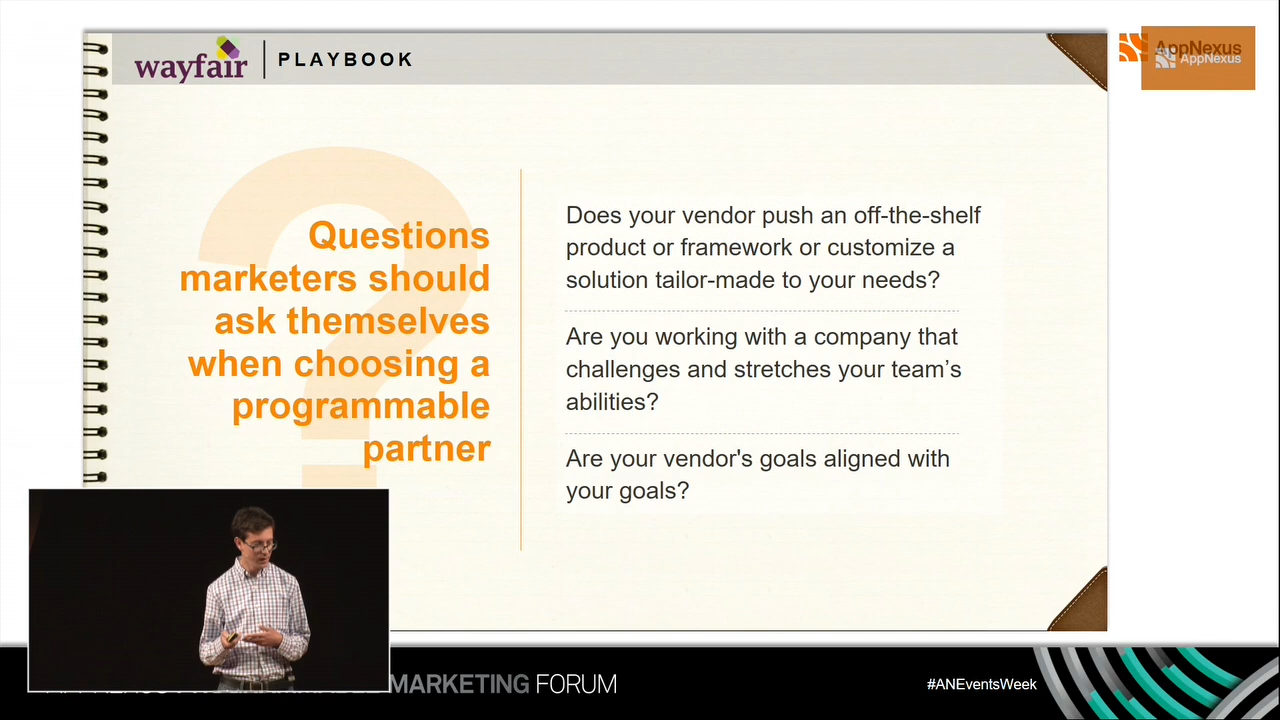 wayfair
PLAYBOOK
AppNexus
AppNexus
Questions
marketers should
ask themselves
when choosing a
programmable
partner
Does your vendor push an off-the-shelf
product or framework or customize a
solution tailor-made to your needs?
Are you working with a company that
challenges and stretches your team’s
abilities?
Are your vendor's goals aligned with
your goals?
MARKETING FORUM
#ANEventsWeek